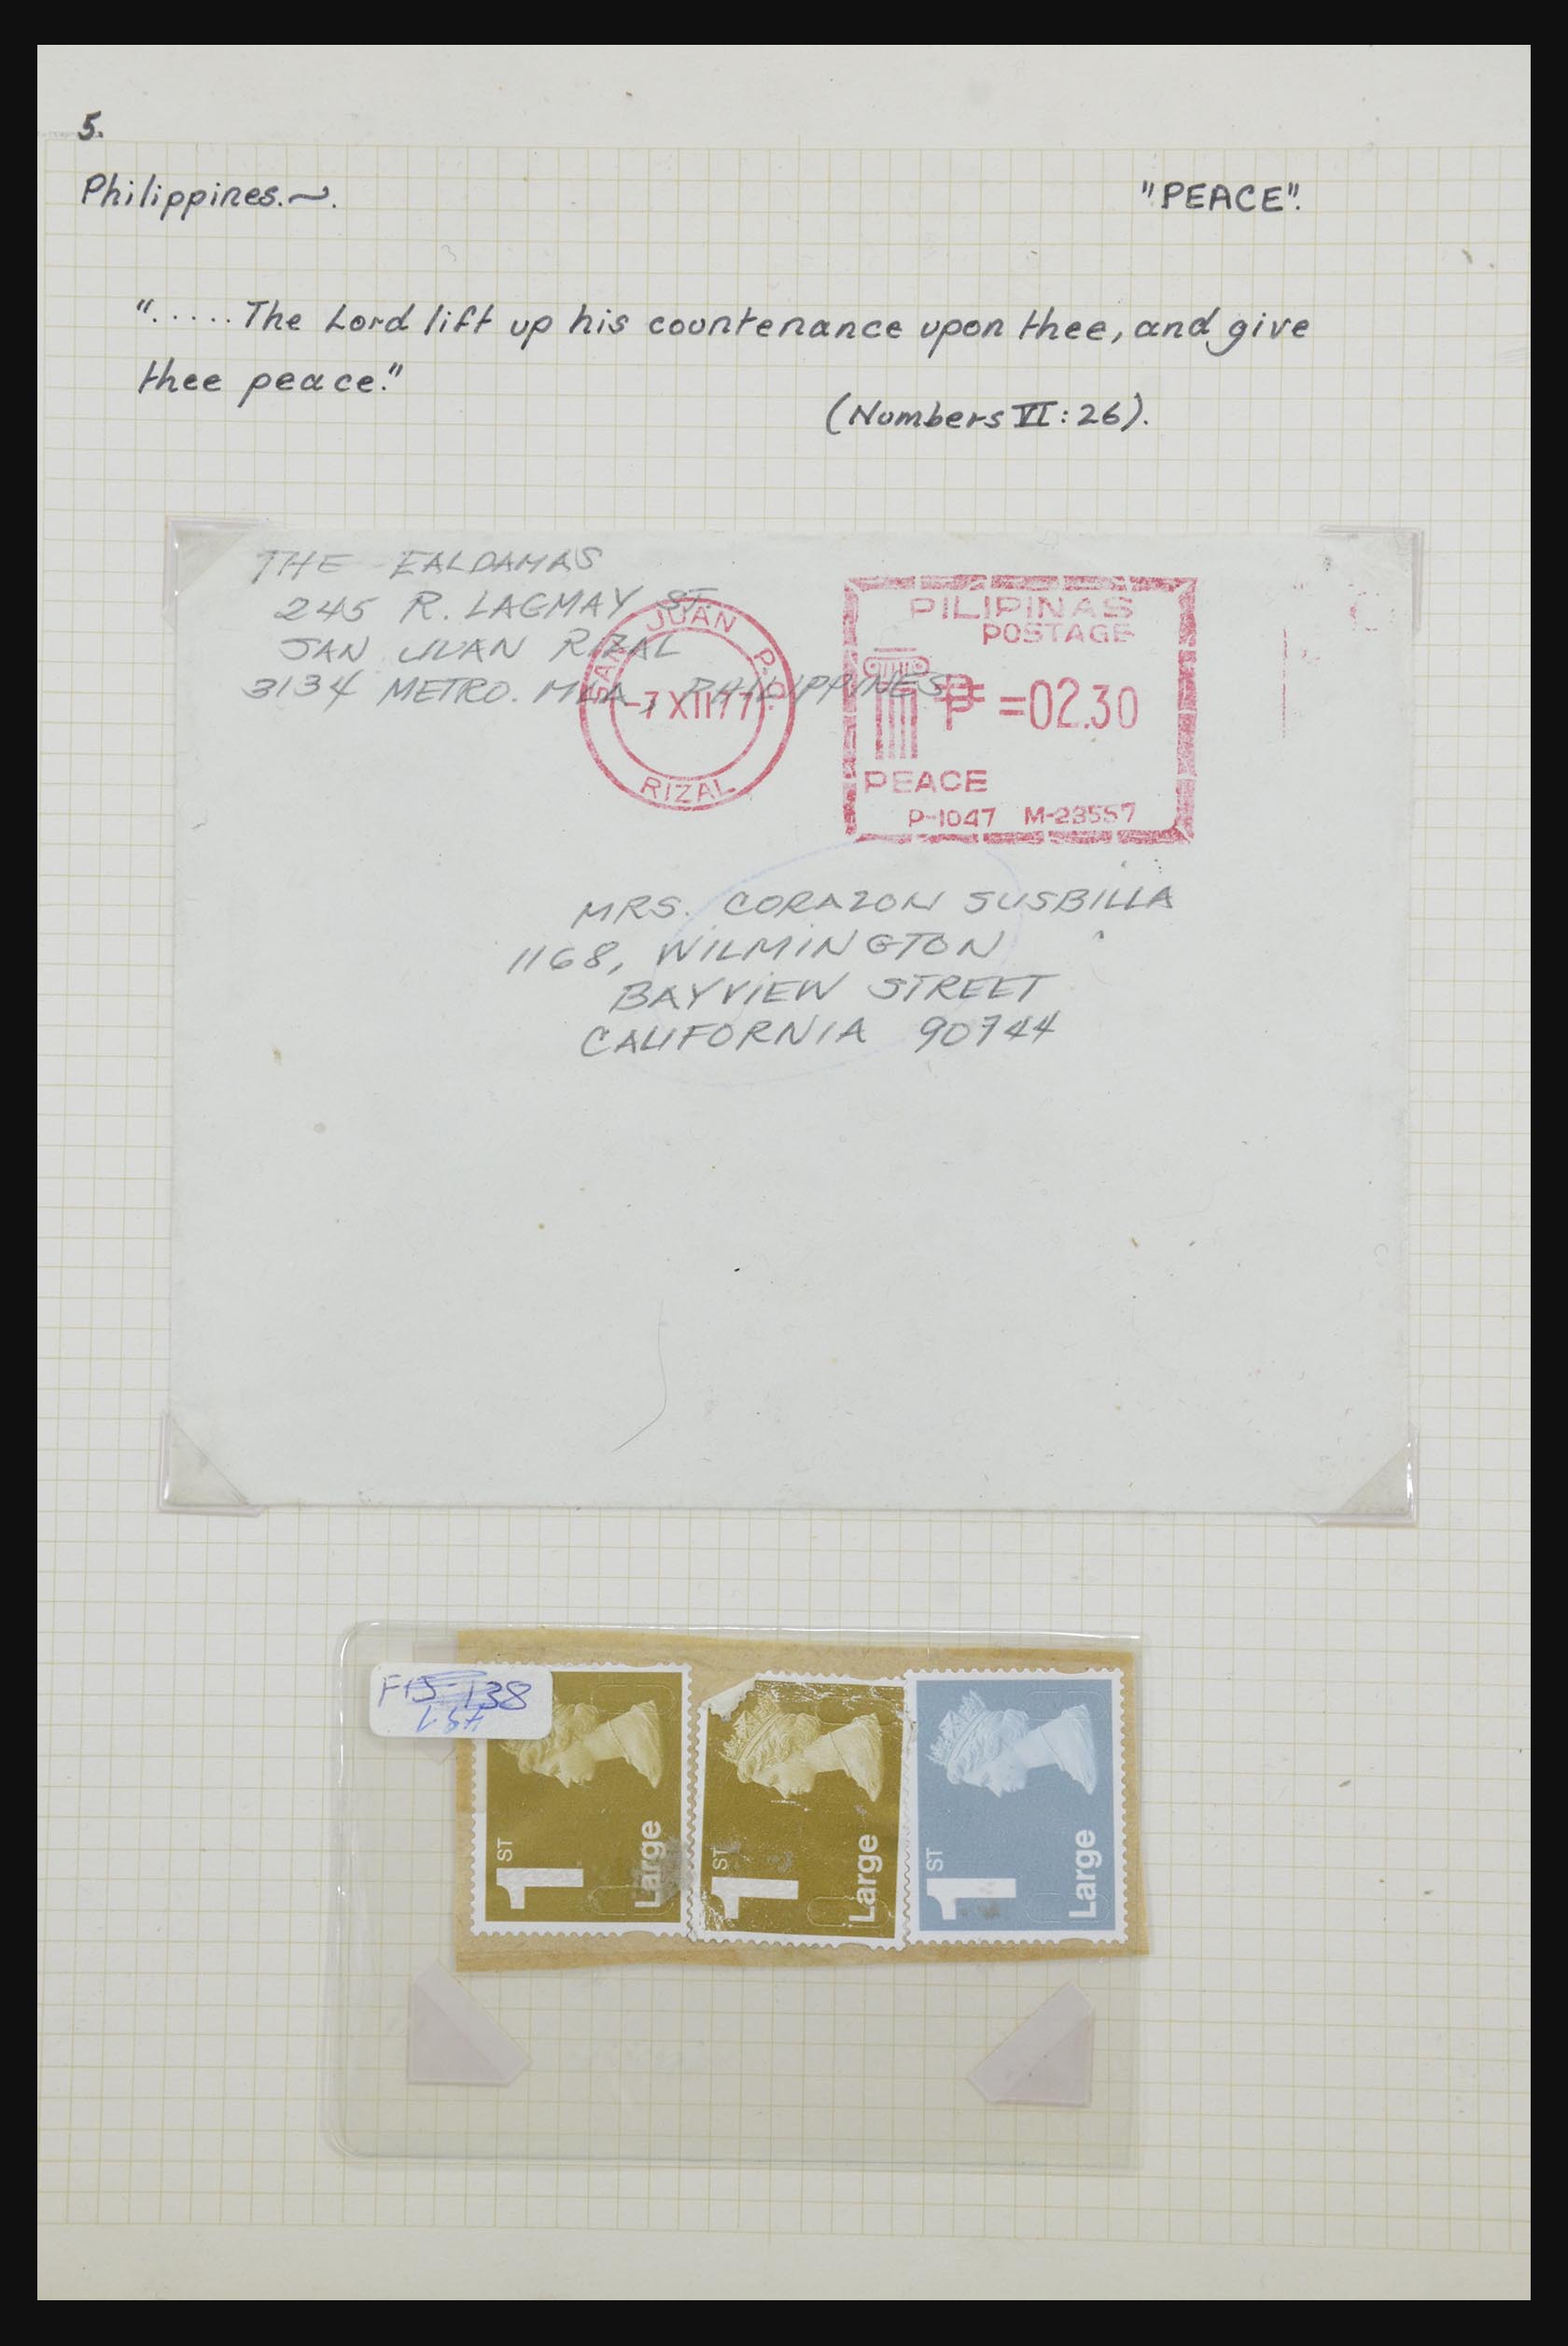 5.
Philippines.~.
"PEACE".
".....The Lord lift up his countenance upon thee, and give
thee peace."
(Numbers VI:26).
THE EALDAMAS
245 R. LAGMAY ST.
SAN JUAN RIZAL
3134 METRO. MLA, PHILIPPINES
SAN JUAN P.O.
-7 XII 77
RIZAL
PILIPINAS
POSTAGE
₱ =02.30
PEACE
P-1047 M-23557
MRS. CORAZON SUSBILLA
1168, WILMINGTON
BAYVIEW STREET
CALIFORNIA 90744
F15-138
1ST
Large
1ST
Large
1ST
Large